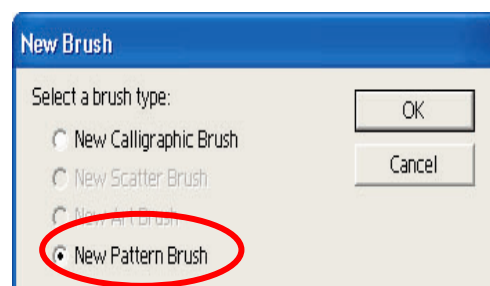 New Brush
Select a brush type:
OK
New Calligraphic Brush
Cancel
New Scatter Brush
New Art Brush
New Pattern Brush